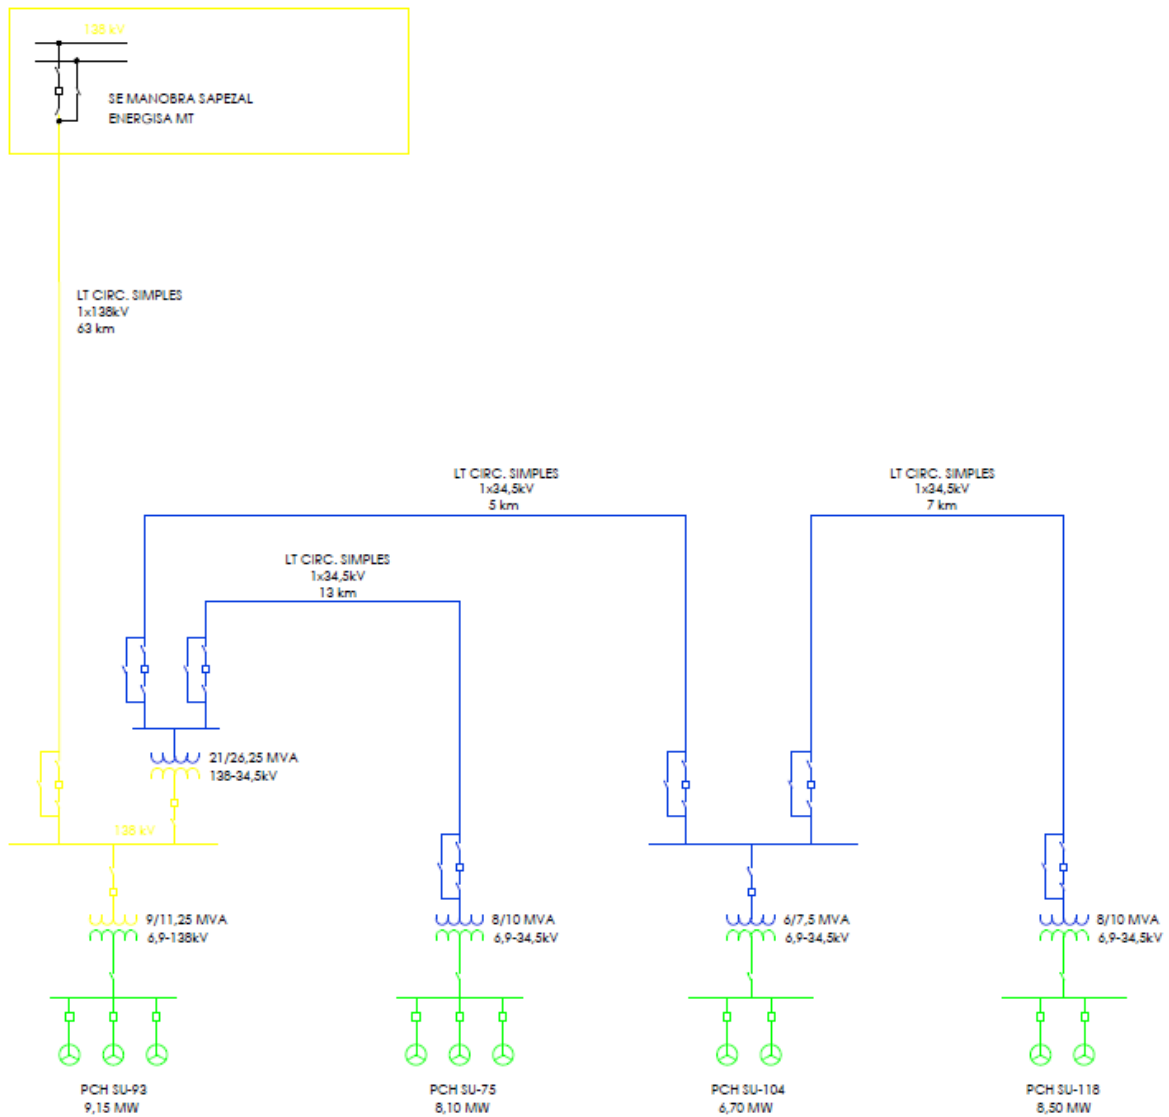 138 kV
SE MANOBRA SAPEZAL
ENERGISA MT
LT CIRC. SIMPLES
1x138kV
63 km
LT CIRC. SIMPLES
1x34,5kV
5 km
LT CIRC. SIMPLES
1x34,5kV
7 km
LT CIRC. SIMPLES
1x34,5kV
13 km
21/26,25 MVA
138-34,5kV
138 kV
9/11,25 MVA
6,9-138kV
8/10 MVA
6,9-34,5kV
6/7,5 MVA
6,9-34,5kV
8/10 MVA
6,9-34,5kV
PCH SU-93
9,15 MW
PCH SU-75
8,10 MW
PCH SU-104
6,70 MW
PCH SU-118
8,50 MW